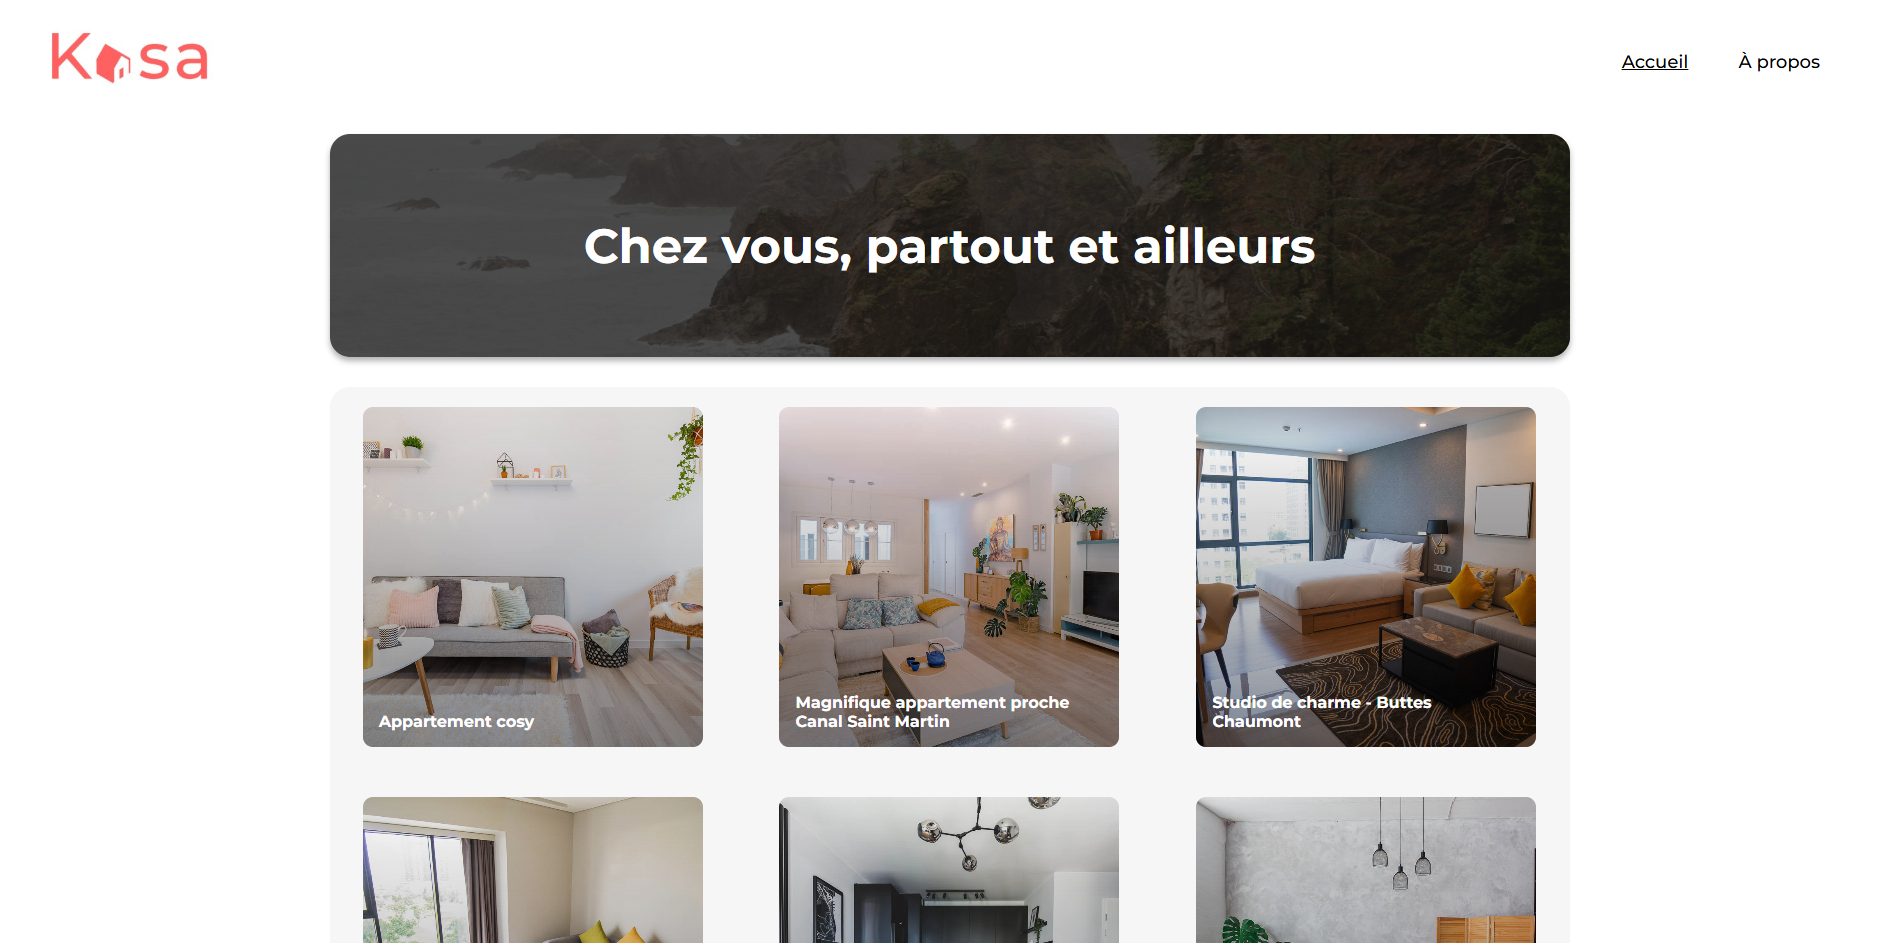 Kasa
Accueil
À propos
Chez vous, partout et ailleurs
Appartement cosy
Magnifique appartement proche
Canal Saint Martin
Studio de charme - Buttes
Chaumont